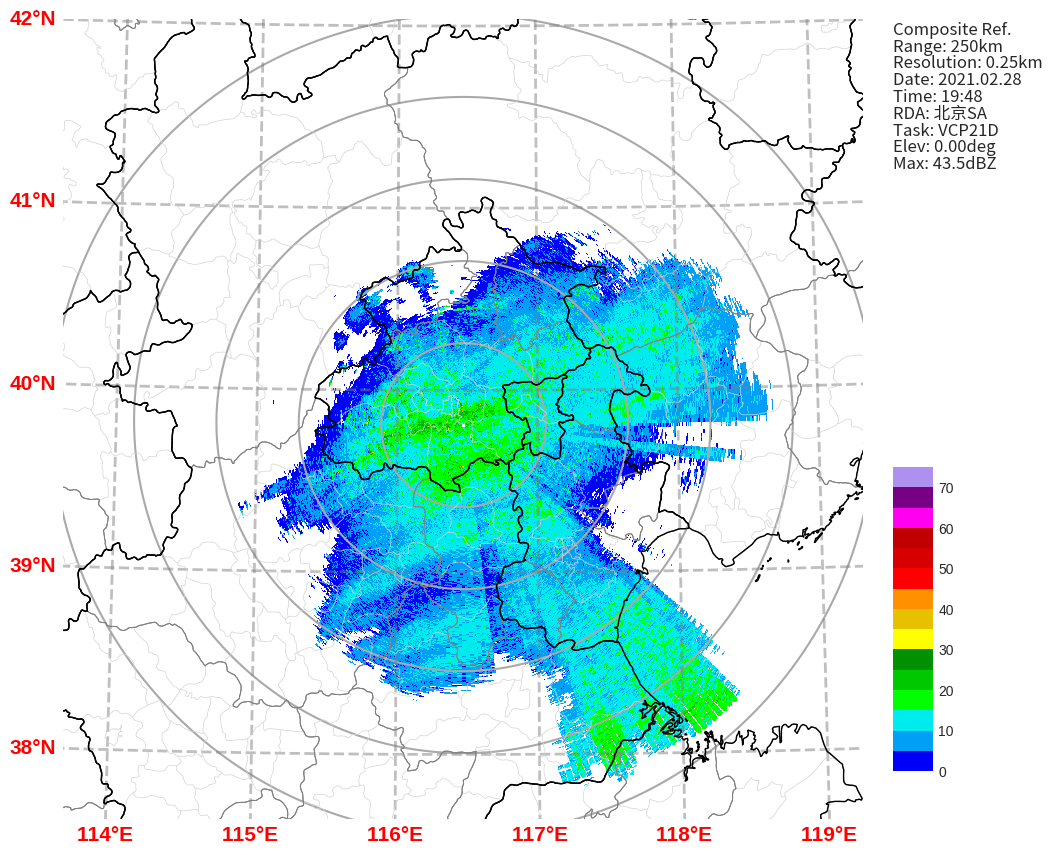 42°N
41°N
40°N
39°N
38°N
114°E
115°E
116°E
117°E
118°E
119°E
Composite Ref.
Range: 250km
Resolution: 0.25km
Date: 2021.02.28
Time: 19:48
RDA: 北京SA
Task: VCP21D
Elev: 0.00deg
Max: 43.5dBZ
70
60
50
40
30
20
10
0